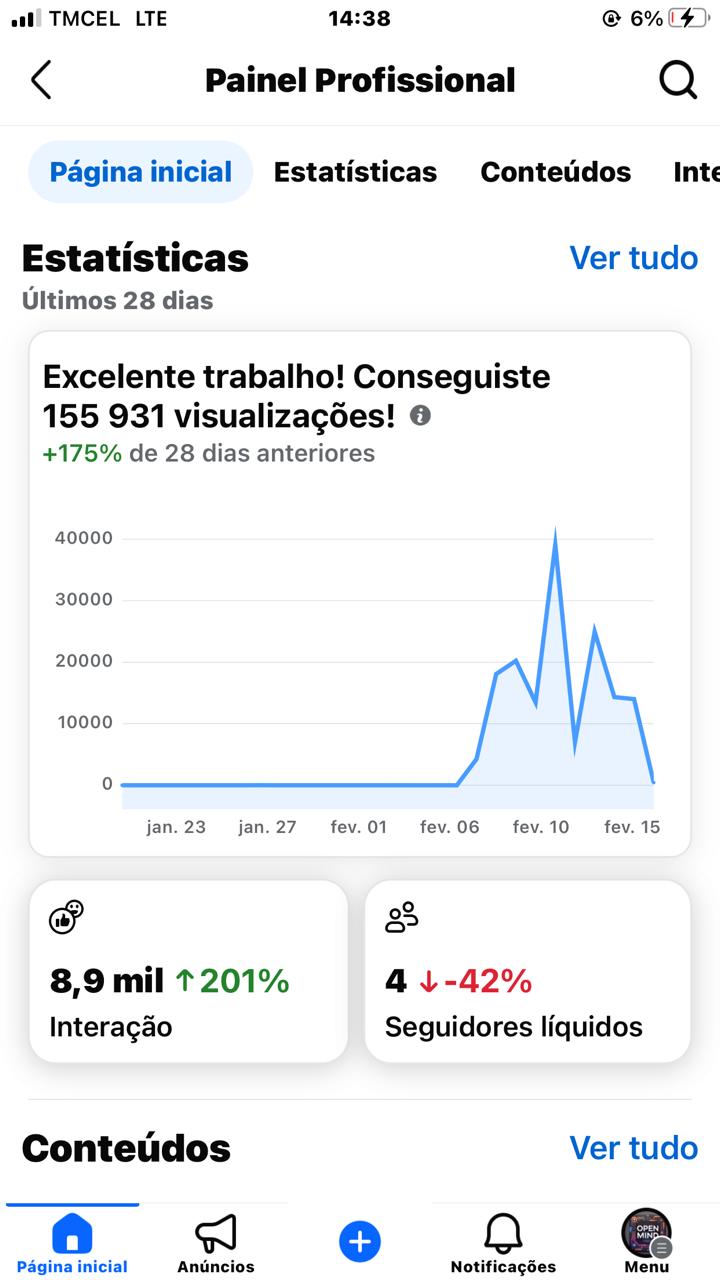 TMCEL LTE 14:38 6%
Painel Profissional
Página inicial Estatísticas Conteúdos Inte
Estatísticas Ver tudo
Últimos 28 dias
Excelente trabalho! Conseguiste
155 931 visualizações!
+175% de 28 dias anteriores
40000
30000
20000
10000
0
jan. 23 jan. 27 fev. 01 fev. 06 fev. 10 fev. 15
8,9 mil ↑201%
Interação
4 ↓-42%
Seguidores líquidos
Conteúdos Ver tudo
OPEN
MIND
Página inicial Anúncios Notificações Menu